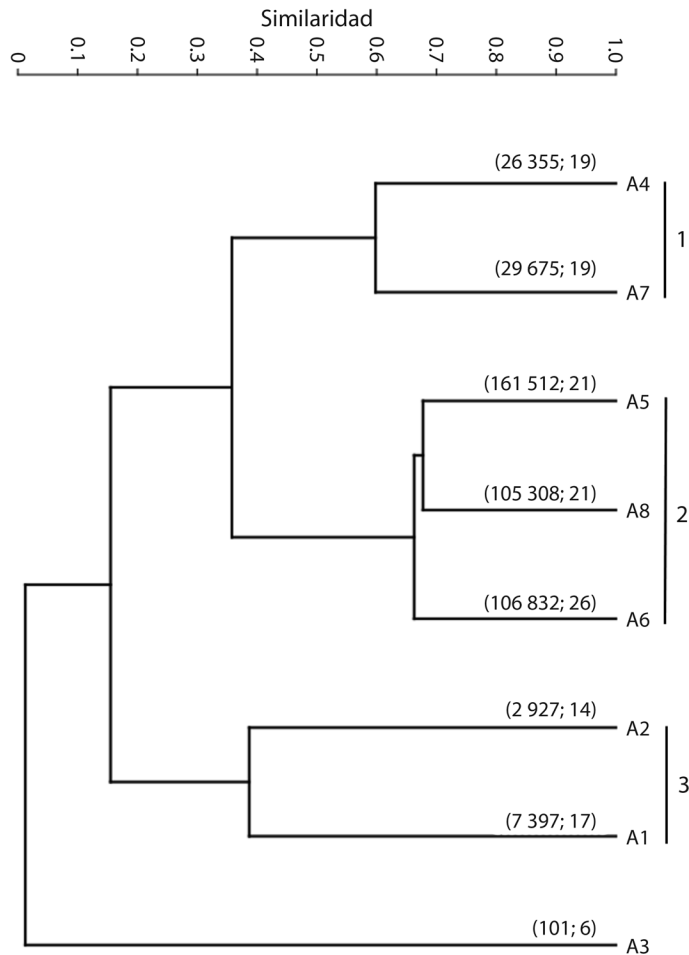 Similaridad
0 0.1 0.2 0.3 0.4 0.5 0.6 0.7 0.8 0.9 1.0
(26 355; 19) A4
1
(29 675; 19) A7
(161 512; 21) A5
(105 308; 21) A8
2
(106 832; 26) A6
(2 927; 14) A2
3
(7 397; 17) A1
(101; 6) A3